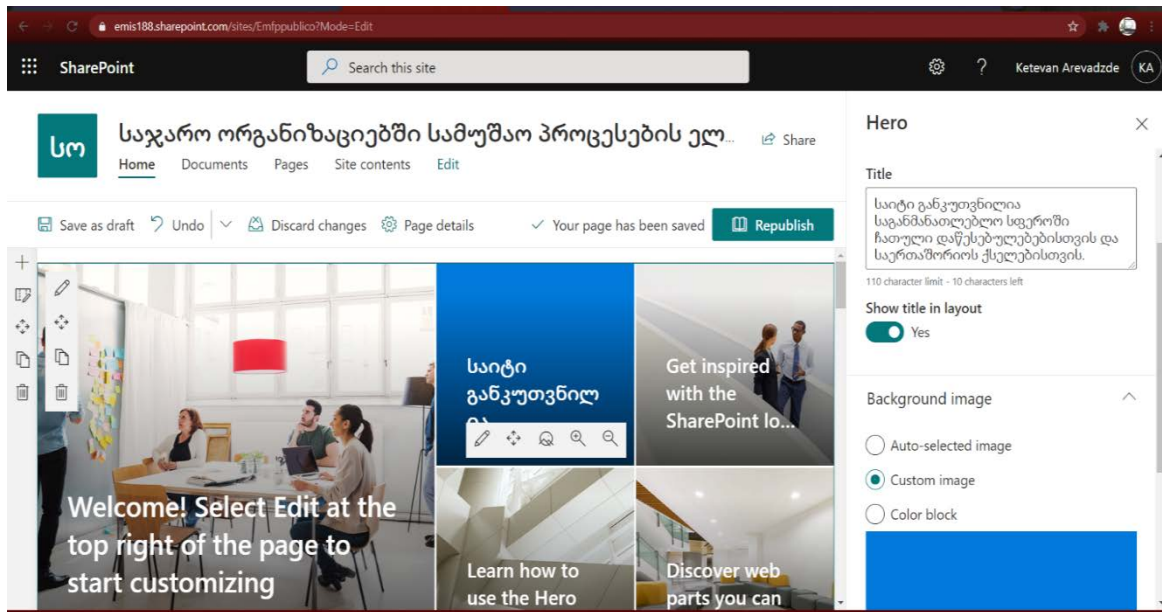 emis188.sharepoint.com/sites/Emfppublico?Mode=Edit
SharePoint
Search this site
Ketevan Arevadzde
KA
სო
საჯარო ორგანიზაციებში სამუშაო პროცესების ელ...
Share
Home Documents Pages Site contents Edit
Save as draft Undo Discard changes Page details Your page has been saved Republish
Welcome! Select Edit at the
top right of the page to
start customizing
საიტი
განკუთვნილ
Get inspired
with the
SharePoint lo...
Learn how to
use the Hero
Discover web
parts you can
Hero
Title
საიტი განკუთვნილია
საგანმანათლებლო სფეროში
ჩათული დაწესებულებებისთვის და
საერთაშორიოს ქსელებისთვის.
110 character limit - 10 characters left
Show title in layout
Yes
Background image
Auto-selected image
Custom image
Color block